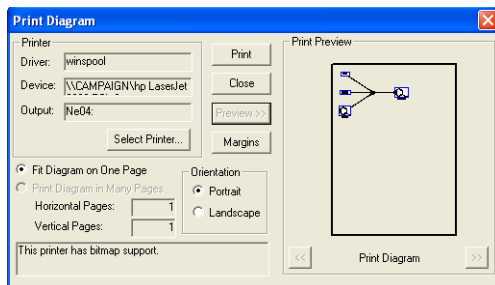 Print Diagram
Printer
Driver: winspool
Device: \\CAMPAIGN\hp LaserJet
Output: Ne04:
Select Printer...
Print
Close
Preview >>
Margins
Fit Diagram on One Page
Print Diagram in Many Pages
Horizontal Pages: 1
Vertical Pages: 1
Orientation
Portrait
Landscape
This printer has bitmap support.
Print Preview
<< Print Diagram >>